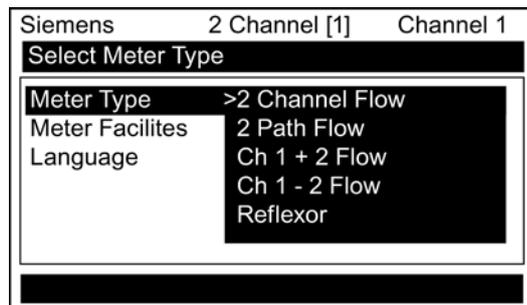 Siemens 2 Channel [1] Channel 1
Select Meter Type
Meter Type >2 Channel Flow
Meter Facilites 2 Path Flow
Language Ch 1 + 2 Flow
Ch 1 - 2 Flow
Reflexor